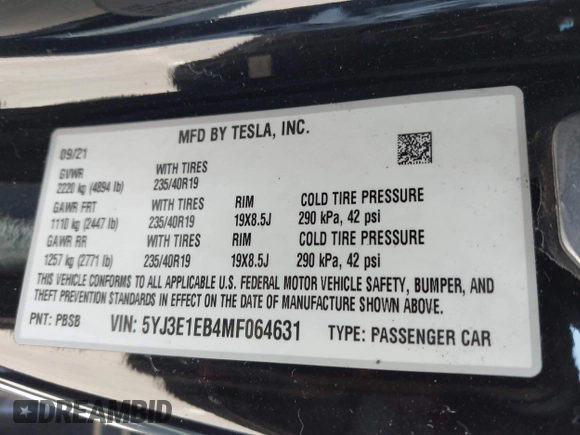 MFD BY TESLA, INC.
09/21
GVWR WITH TIRES
2220 kg (4894 lb) 235/40R19
GAWR FRT WITH TIRES RIM COLD TIRE PRESSURE
1110 kg (2447 lb) 235/40R19 19X8.5J 290 kPa, 42 psi
GAWR RR WITH TIRES RIM COLD TIRE PRESSURE
1257 kg (2771 lb) 235/40R19 19X8.5J 290 kPa, 42 psi
THIS VEHICLE CONFORMS TO ALL APPLICABLE U.S. FEDERAL MOTOR VEHICLE SAFETY, BUMPER, AND
THEFT PREVENTION STANDARDS IN EFFECT ON THE DATE OF MANUFACTURE SHOWN ABOVE.
PNT: PBSB VIN: 5YJ3E1EB4MF064631 TYPE: PASSENGER CAR
DREAMBID